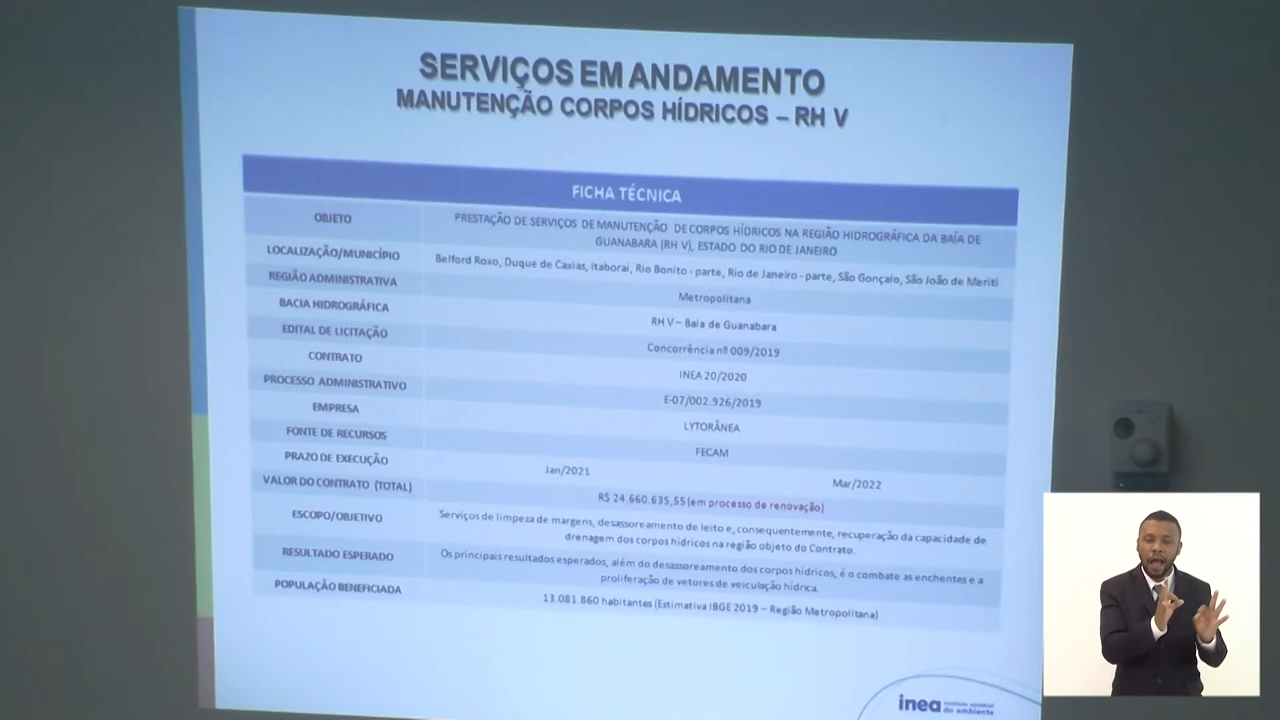 SERVIÇOS EM ANDAMENTO
MANUTENÇÃO CORPOS HÍDRICOS – RH V
FICHA TÉCNICA
OBJETO
PRESTAÇÃO DE SERVIÇOS DE MANUTENÇÃO DE CORPOS HÍDRICOS NA REGIÃO HIDROGRÁFICA DA BAÍA DE
GUANABARA (RH V), ESTADO DO RIO DE JANEIRO
LOCALIZAÇÃO/MUNICÍPIO
Belford Roxo, Duque de Caxias, Itaboraí, Rio Bonito - parte, Rio de Janeiro - parte, São Gonçalo, São João de Meriti
REGIÃO ADMINISTRATIVA
Metropolitana
BACIA HIDROGRÁFICA
RH V – Baía de Guanabara
EDITAL DE LICITAÇÃO
Concorrência nº 009/2019
CONTRATO
INEA 20/2020
PROCESSO ADMINISTRATIVO
E-07/002.926/2019
EMPRESA
LYTORÂNEA
FONTE DE RECURSOS
FECAM
PRAZO DE EXECUÇÃO
Jan/2021 Mar/2022
VALOR DO CONTRATO (TOTAL)
R$ 24.660.635,55 (em processo de renovação)
ESCOPO/OBJETIVO
Serviços de limpeza de margens, desassoreamento de leito e, consequentemente, recuperação da capacidade de
drenagem dos corpos hídricos na região objeto do Contrato.
RESULTADO ESPERADO
Os principais resultados esperados, além do desassoreamento dos corpos hídricos, é o combate as enchentes e a
proliferação de vetores de veiculação hídrica.
POPULAÇÃO BENEFICIADA
13.081.860 habitantes (Estimativa IBGE 2019 – Região Metropolitana)
inea instituto estadual
do ambiente